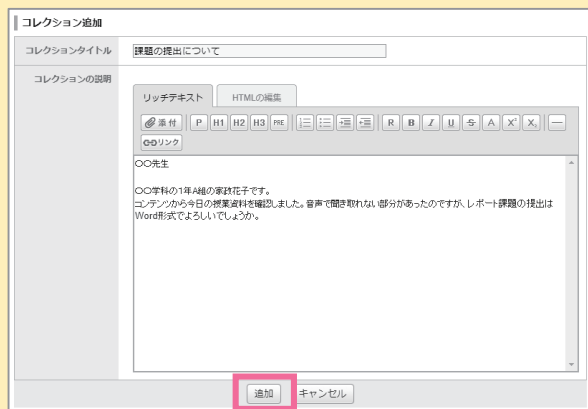 コレクション追加
コレクションタイトル
課題の提出について
コレクションの説明
リッチテキスト HTMLの編集
添付 P H1 H2 H3 PRE R B I U S A X² X₂ —
リンク
〇〇先生
〇〇学科の1年A組の家政花子です。
コンテンツから今日の授業資料を確認しました。音声で聞き取れない部分があったのですが、レポート課題の提出は
Word形式でよろしいでしょうか。
追加 キャンセル